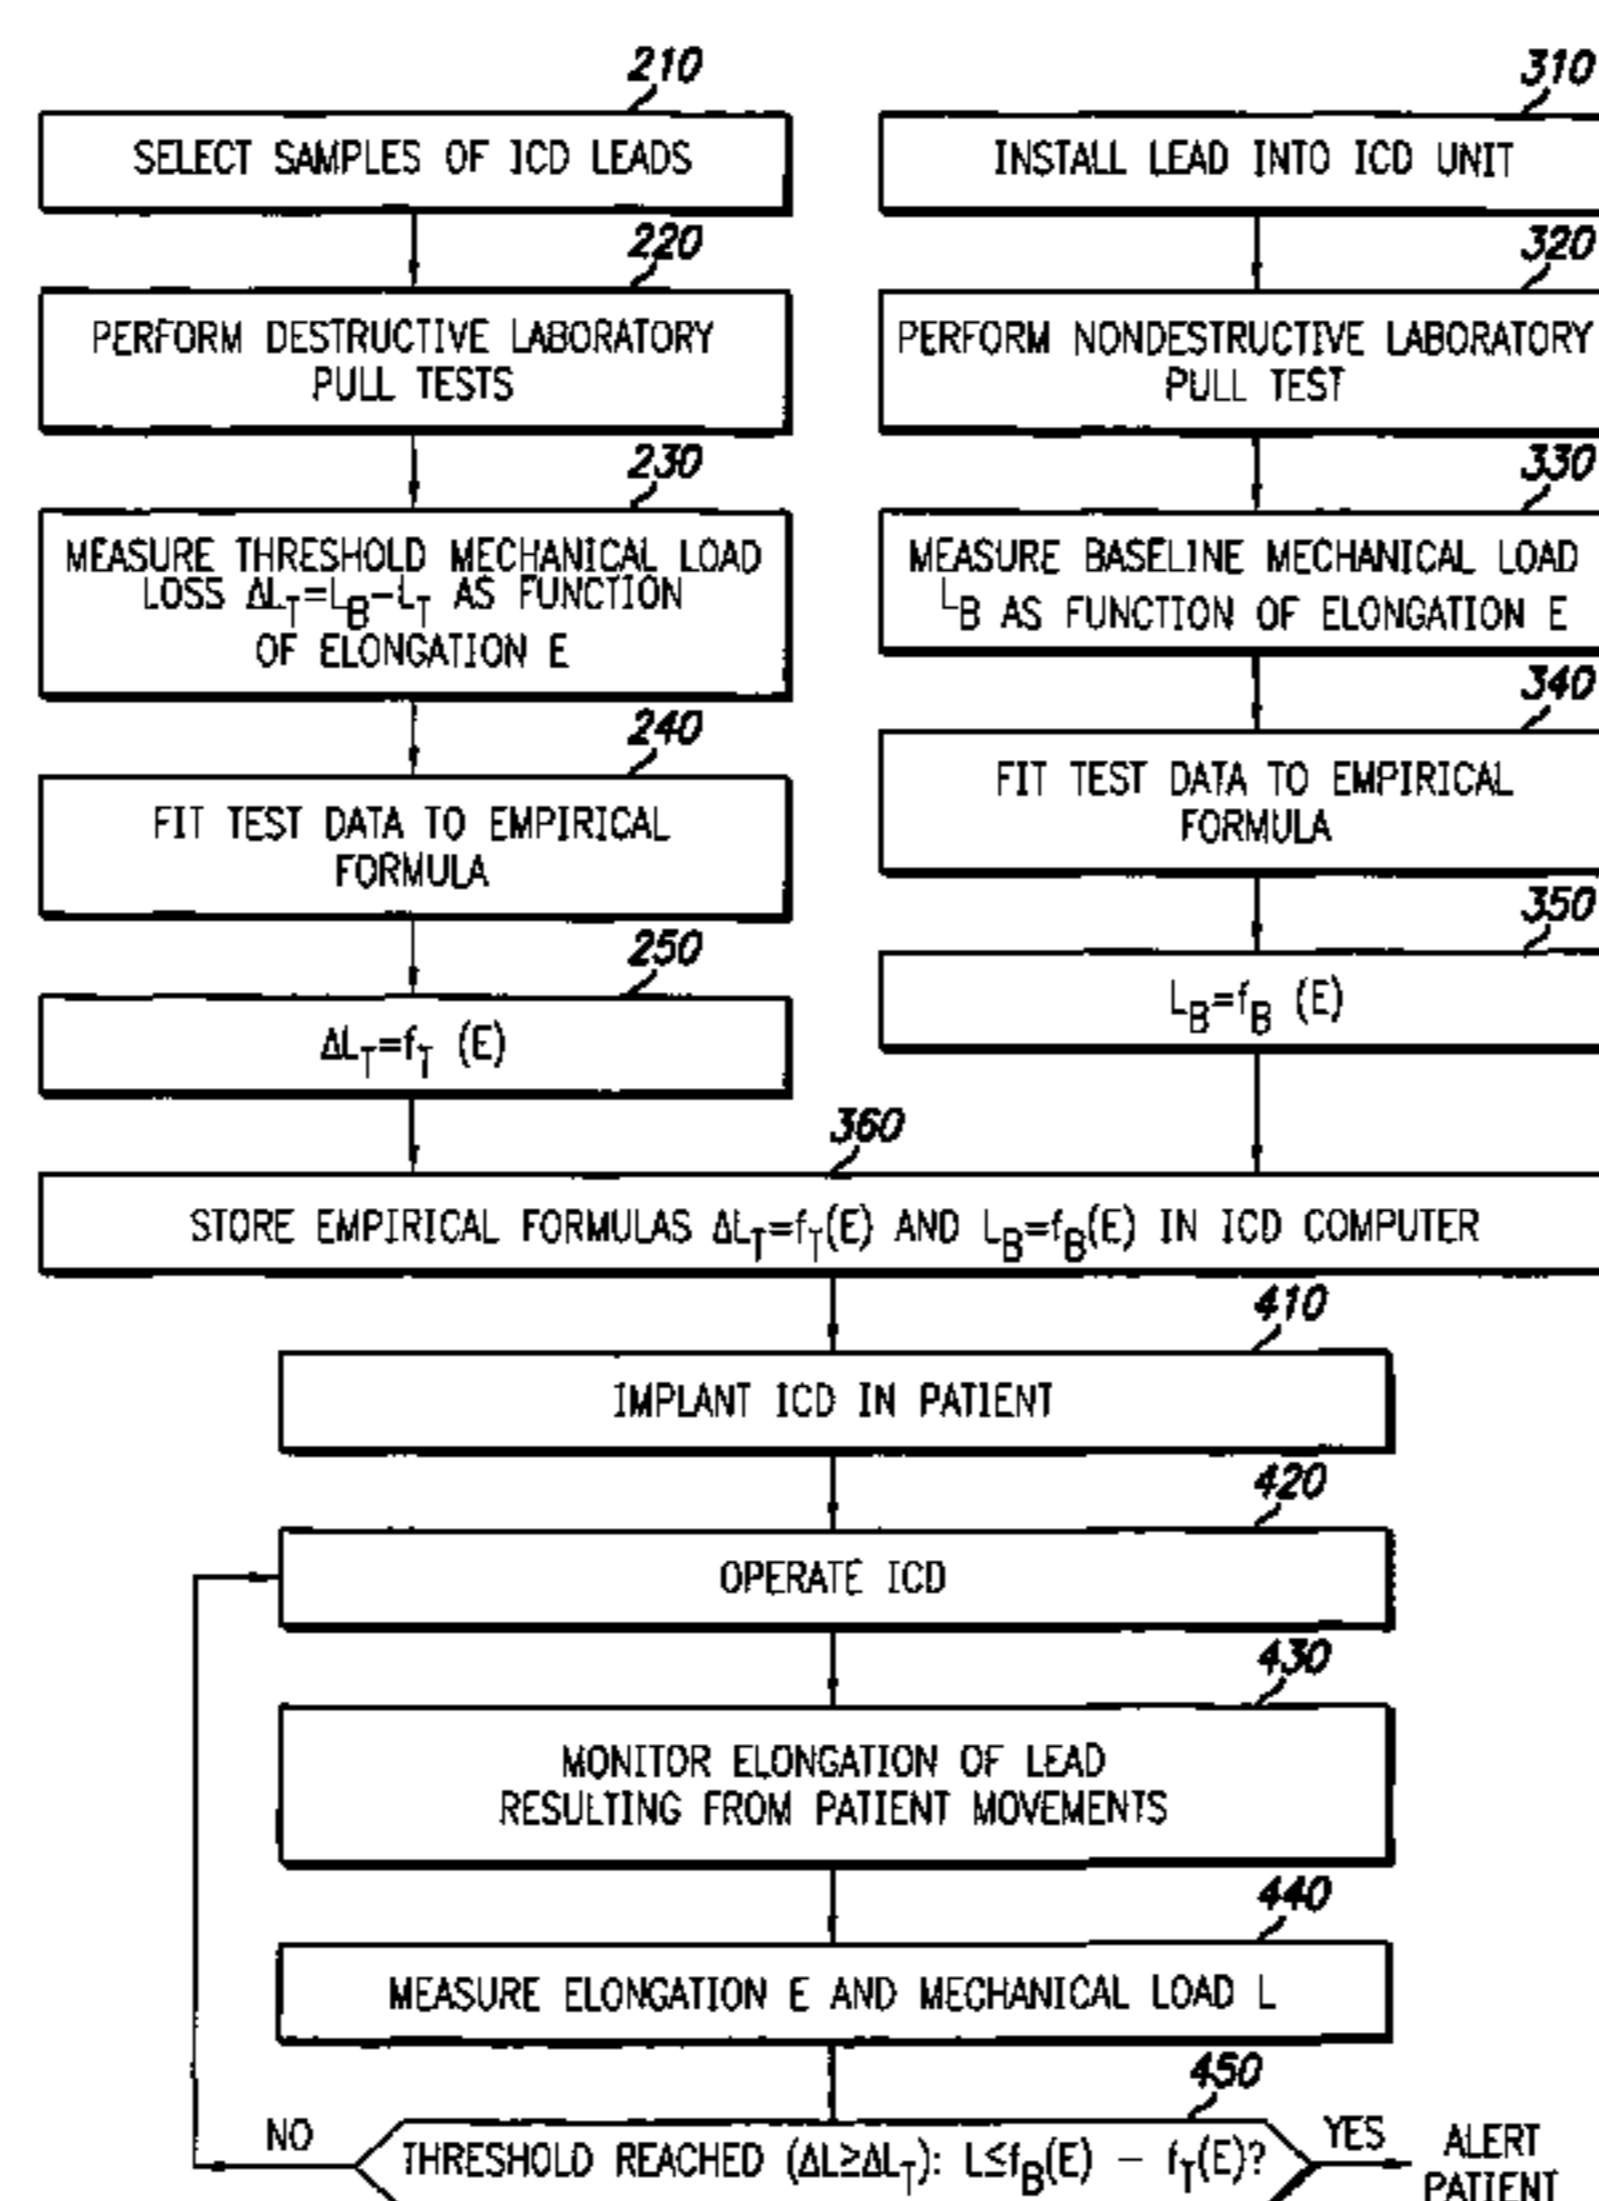 210
SELECT SAMPLES OF ICD LEADS
220
PERFORM DESTRUCTIVE LABORATORY
PULL TESTS
230
MEASURE THRESHOLD MECHANICAL LOAD
LOSS ΔL_T=L_B-L_T AS FUNCTION
OF ELONGATION E
240
FIT TEST DATA TO EMPIRICAL
FORMULA
250
ΔL_T=f_T (E)
310
INSTALL LEAD INTO ICD UNIT
320
PERFORM NONDESTRUCTIVE LABORATORY
PULL TEST
330
MEASURE BASELINE MECHANICAL LOAD
L_B AS FUNCTION OF ELONGATION E
340
FIT TEST DATA TO EMPIRICAL
FORMULA
350
L_B=f_B (E)
360
STORE EMPIRICAL FORMULAS ΔL_T=f_T(E) AND L_B=f_B(E) IN ICD COMPUTER
410
IMPLANT ICD IN PATIENT
420
OPERATE ICD
430
MONITOR ELONGATION OF LEAD
RESULTING FROM PATIENT MOVEMENTS
440
MEASURE ELONGATION E AND MECHANICAL LOAD L
450
NO
THRESHOLD REACHED (ΔL≥ΔL_T): L≤f_B(E) - f_T(E)?
YES
ALERT
PATIENT